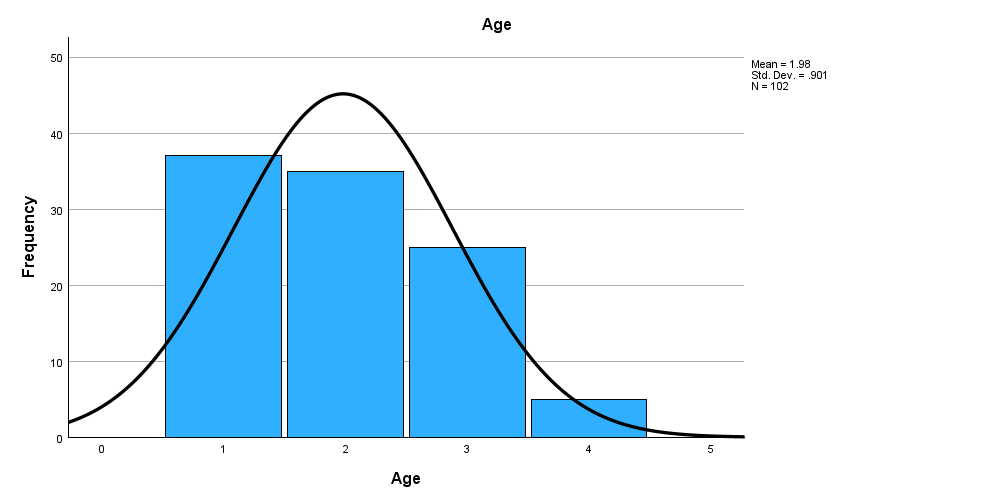 Age
Mean = 1.98
Std. Dev. = .901
N = 102
50
40
30
20
10
0
Frequency
0 1 2 3 4 5
Age